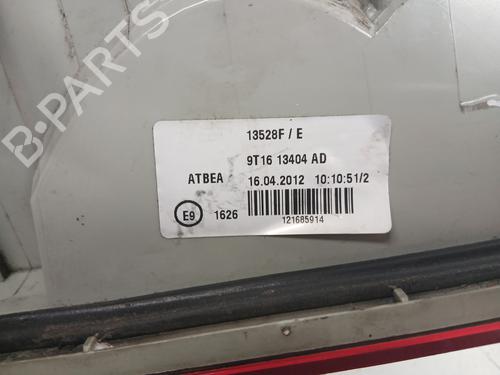 13528F / E
9T16 13404 AD
ATBEA 16.04.2012 10:10:51/2
E9 1626
121685914
B-PARTS